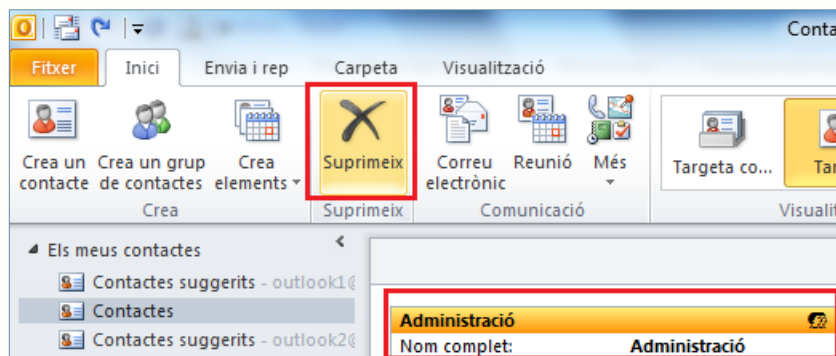 Conta
Fitxer Inici Envia i rep Carpeta Visualització
Crea un contacte
Crea un grup de contactes
Crea elements
Suprimeix
Correu electrònic
Reunió
Més
Targeta co...
Tar
Crea Suprimeix Comunicació Visualit
Els meus contactes
Contactes suggerits - outlook1@
Contactes
Contactes suggerits - outlook2@
Administració
Nom complet: Administració